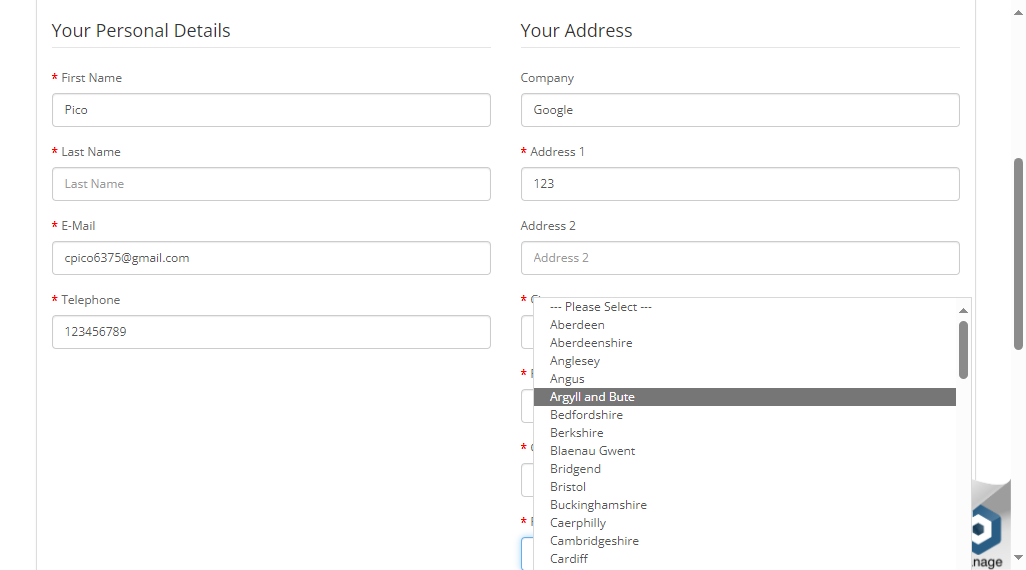 Your Personal Details
* First Name
Pico
* Last Name
Last Name
* E-Mail
cpico6375@gmail.com
* Telephone
123456789
Your Address
Company
Google
* Address 1
123
Address 2
Address 2
*
--- Please Select ---
Aberdeen
Aberdeenshire
Anglesey
Angus
*
Argyll and Bute
Bedfordshire
Berkshire
*
Blaenau Gwent
Bridgend
Bristol
Buckinghamshire
*
Caerphilly
Cambridgeshire
Cardiff